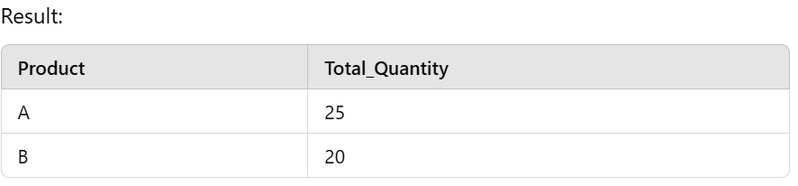 Result:
Product Total_Quantity
A 25
B 20